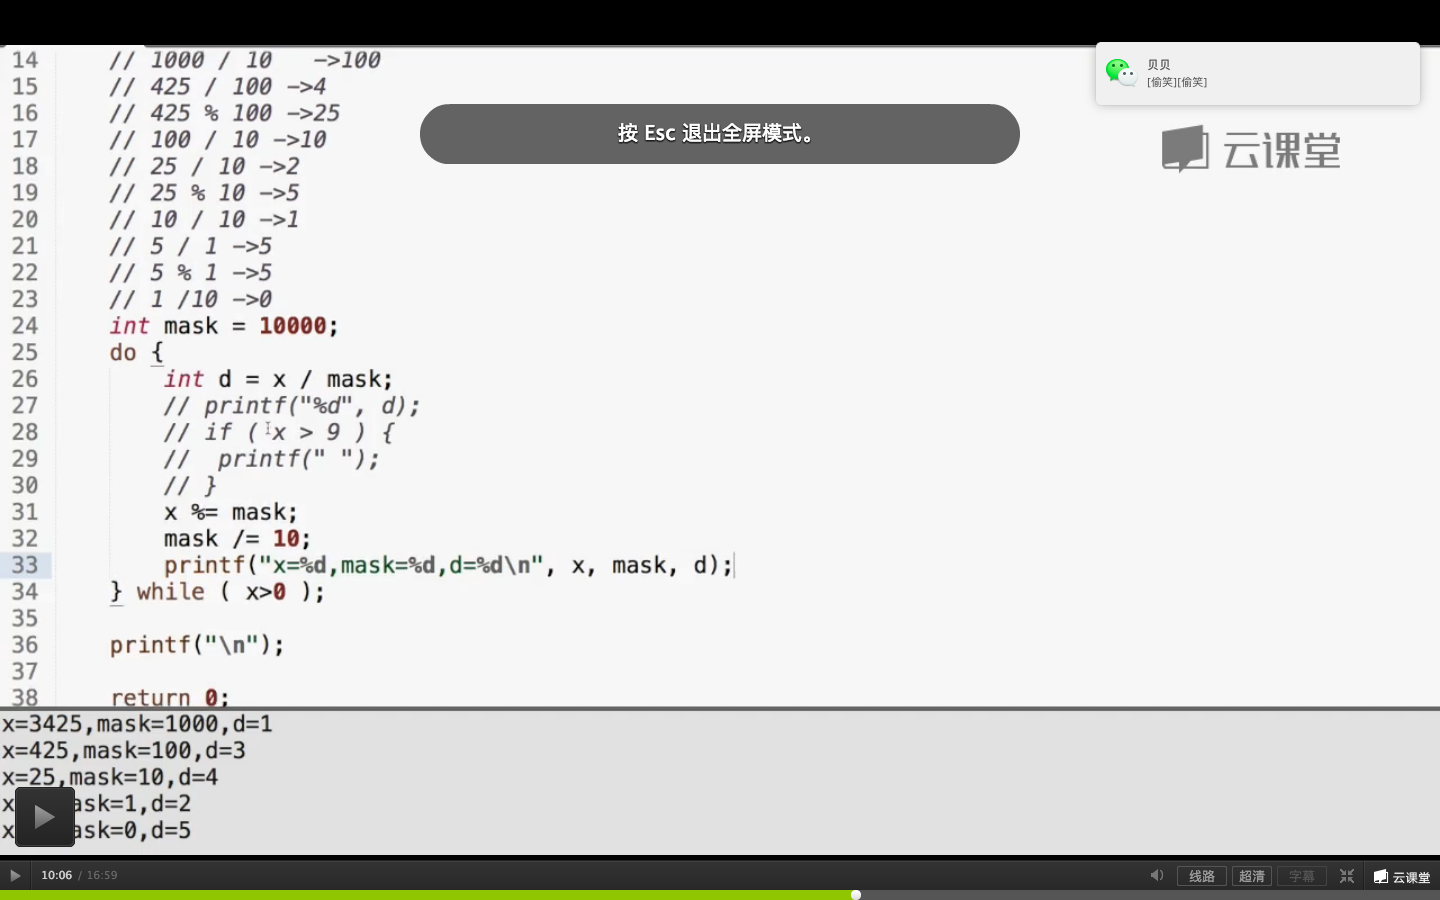 贝贝
[偷笑][偷笑]
按 Esc 退出全屏模式。
云课堂
14 // 1000 / 10 ->100
15 // 425 / 100 ->4
16 // 425 % 100 ->25
17 // 100 / 10 ->10
18 // 25 / 10 ->2
19 // 25 % 10 ->5
20 // 10 / 10 ->1
21 // 5 / 1 ->5
22 // 5 % 1 ->5
23 // 1 /10 ->0
24 int mask = 10000;
25 do {
26 int d = x / mask;
27 // printf("%d", d);
28 // if ( x > 9 ) {
29 // printf(" ");
30 // }
31 x %= mask;
32 mask /= 10;
33 printf("x=%d,mask=%d,d=%d\n", x, mask, d);
34 } while ( x>0 );
35
36 printf("\n");
37
38 return 0;
x=3425,mask=1000,d=1
x=425,mask=100,d=3
x=25,mask=10,d=4
x ask=1,d=2
x ask=0,d=5
10:06 / 16:59
线路 超清 字幕 云课堂